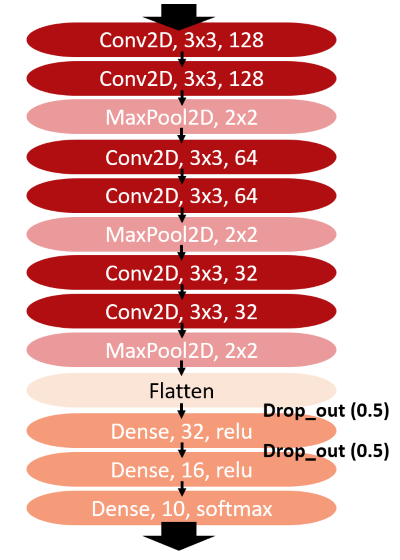 Conv2D, 3x3, 128
Conv2D, 3x3, 128
MaxPool2D, 2x2
Conv2D, 3x3, 64
Conv2D, 3x3, 64
MaxPool2D, 2x2
Conv2D, 3x3, 32
Conv2D, 3x3, 32
MaxPool2D, 2x2
Flatten
Drop_out (0.5)
Dense, 32, relu
Drop_out (0.5)
Dense, 16, relu
Dense, 10, softmax